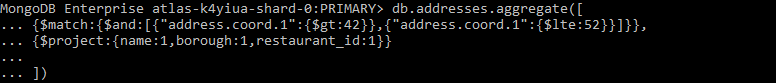 MongoDB Enterprise atlas-k4yiua-shard-0:PRIMARY> db.addresses.aggregate([
... {$match:{$and:[{"address.coord.1":{$gt:42}},{"address.coord.1":{$lte:52}}]}},
... {$project:{name:1,borough:1,restaurant_id:1}}
...
... ])